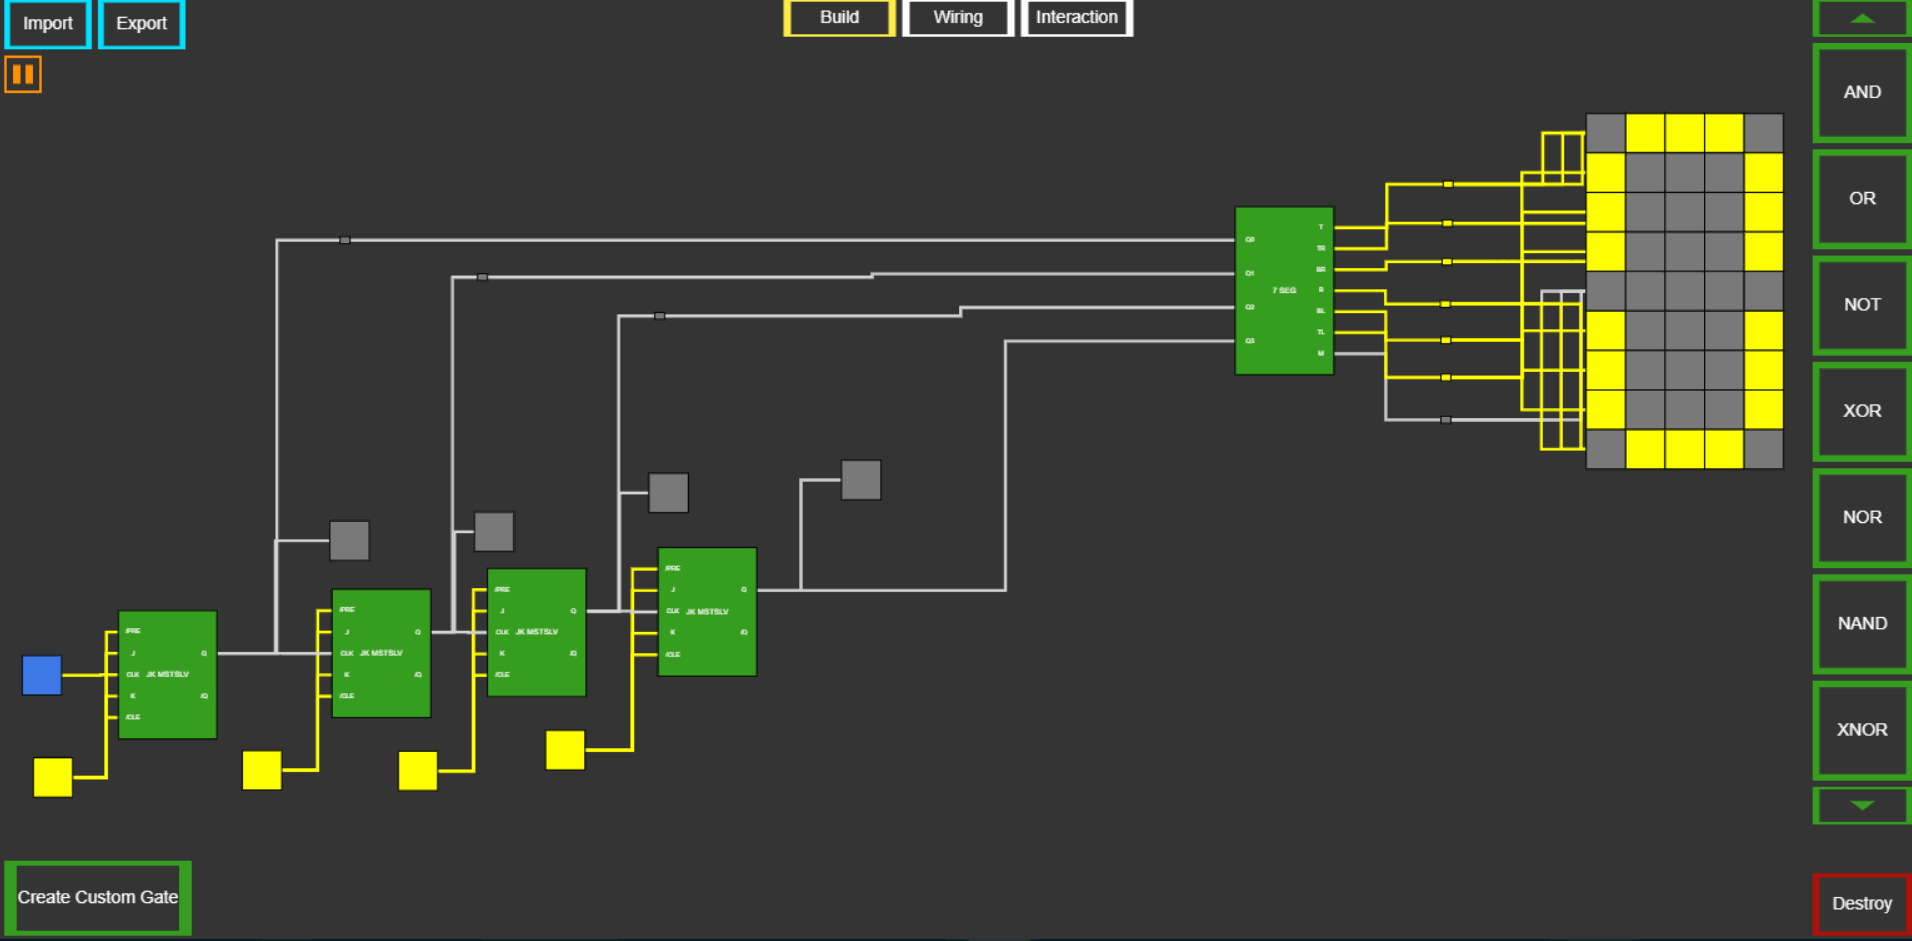 Import
Export
Build
Wiring
Interaction
AND
OR
NOT
XOR
NOR
NAND
XNOR
Destroy
Create Custom Gate
Q0
Q1
Q2
Q3
7 SEG
T
TR
BR
B
BL
TL
M
/PRE
J
CLK
K
/CLE
JK MSTSLV
Q
/Q
/PRE
J
CLK
K
/CLE
JK MSTSLV
Q
/Q
/PRE
J
CLK
K
/CLE
JK MSTSLV
Q
/Q
/PRE
J
CLK
K
/CLE
JK MSTSLV
Q
/Q